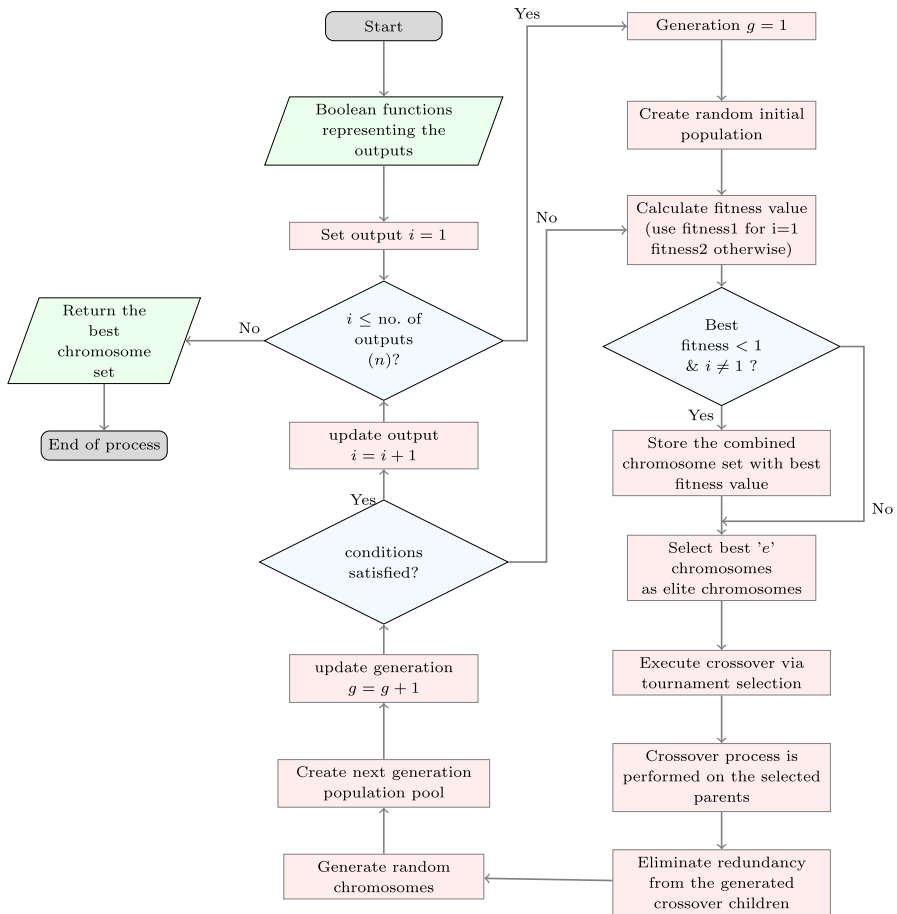 Start
Boolean functions
representing the
outputs
Set output i = 1
i ≤ no. of
outputs
(n)?
No
Return the
best
chromosome
set
End of process
Yes
Generation g = 1
Create random initial
population
Calculate fitness value
(use fitness1 for i=1
fitness2 otherwise)
Best
fitness < 1
& i ≠ 1 ?
Yes
No
Store the combined
chromosome set with best
fitness value
Select best 'e'
chromosomes
as elite chromosomes
Execute crossover via
tournament selection
Crossover process is
performed on the selected
parents
Eliminate redundancy
from the generated
crossover children
Generate random
chromosomes
Create next generation
population pool
update generation
g = g + 1
conditions
satisfied?
No
Yes
update output
i = i + 1